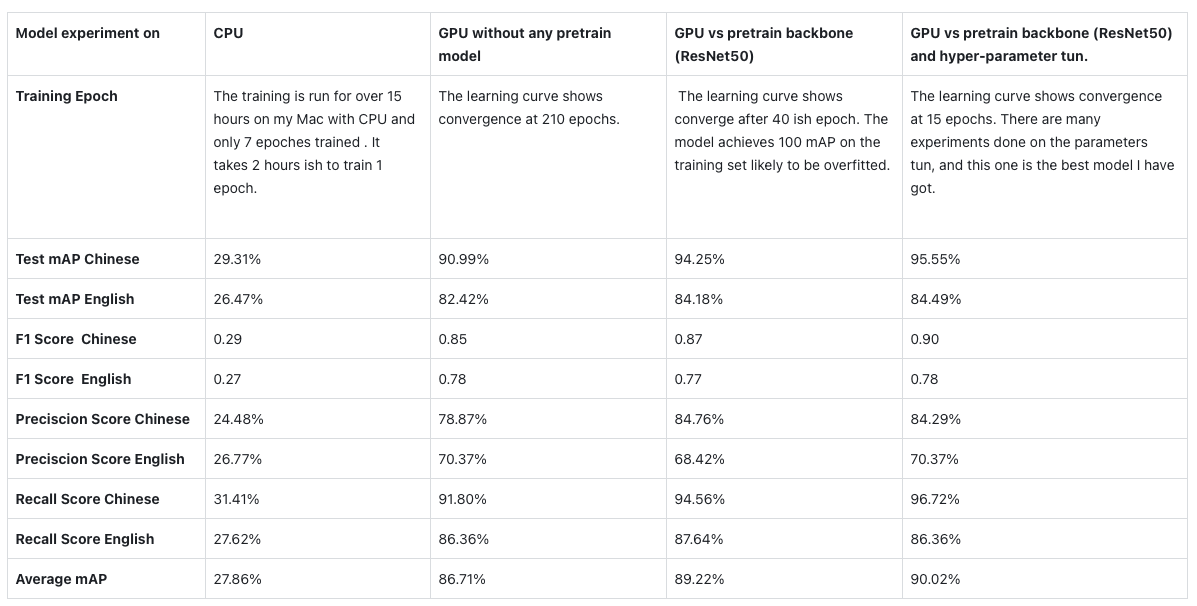 Model experiment on
CPU
GPU without any pretrain
model
GPU vs pretrain backbone
(ResNet50)
GPU vs pretrain backbone (ResNet50)
and hyper-parameter tun.
Training Epoch
The training is run for over 15
hours on my Mac with CPU and
only 7 epoches trained . It
takes 2 hours ish to train 1
epoch.
The learning curve shows
convergence at 210 epochs.
The learning curve shows
converge after 40 ish epoch. The
model achieves 100 mAP on the
training set likely to be overfitted.
The learning curve shows convergence
at 15 epochs. There are many
experiments done on the parameters
tun, and this one is the best model I have
got.
Test mAP Chinese
29.31%
90.99%
94.25%
95.55%
Test mAP English
26.47%
82.42%
84.18%
84.49%
F1 Score  Chinese
0.29
0.85
0.87
0.90
F1 Score  English
0.27
0.78
0.77
0.78
Preciscion Score Chinese
24.48%
78.87%
84.76%
84.29%
Preciscion Score English
26.77%
70.37%
68.42%
70.37%
Recall Score Chinese
31.41%
91.80%
94.56%
96.72%
Recall Score English
27.62%
86.36%
87.64%
86.36%
Average mAP
27.86%
86.71%
89.22%
90.02%